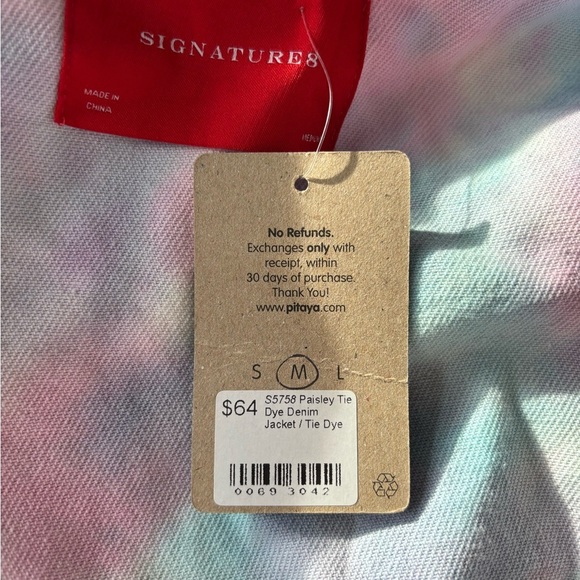 SIGNATURE8
MADE IN
CHINA
No Refunds.
Exchanges only with
receipt, within
30 days of purchase.
Thank You!
www.pitaya.com
S M L
$64
S5758 Paisley Tie
Dye Denim
Jacket / Tie Dye
0069 3042